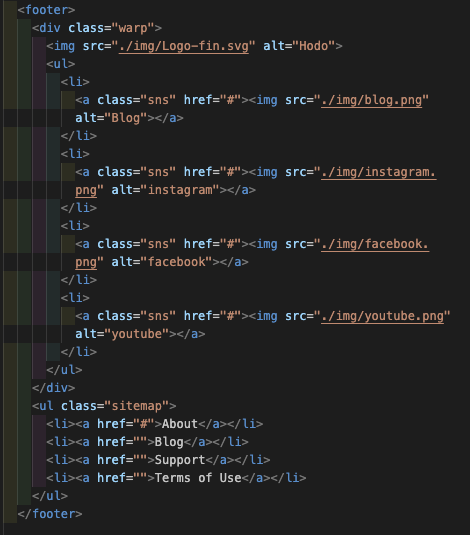 <footer>
<div class="warp">
<img src="./img/Logo-fin.svg" alt="Hodo">
<ul>
<li>
<a class="sns" href="#"><img src="./img/blog.png"
alt="Blog"></a>
</li>
<li>
<a class="sns" href="#"><img src="./img/instagram.
png" alt="instagram"></a>
</li>
<li>
<a class="sns" href="#"><img src="./img/facebook.
png" alt="facebook"></a>
</li>
<li>
<a class="sns" href="#"><img src="./img/youtube.png"
alt="youtube"></a>
</li>
</ul>
</div>
<ul class="sitemap">
<li><a href="#">About</a></li>
<li><a href="">Blog</a></li>
<li><a href="">Support</a></li>
<li><a href="">Terms of Use</a></li>
</ul>
</footer>